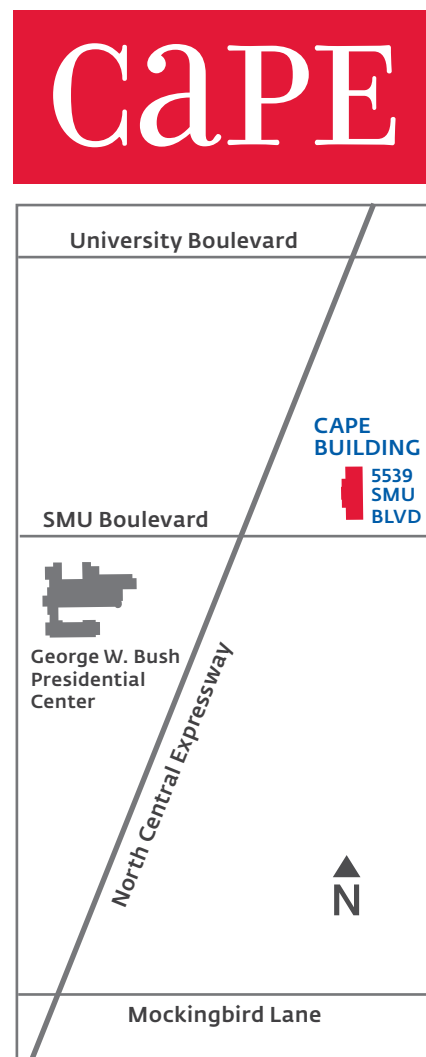 CaPE
University Boulevard
CAPE
BUILDING
5539
SMU
BLVD
SMU Boulevard
George W. Bush
Presidential
Center
North Central Expressway
N
Mockingbird Lane